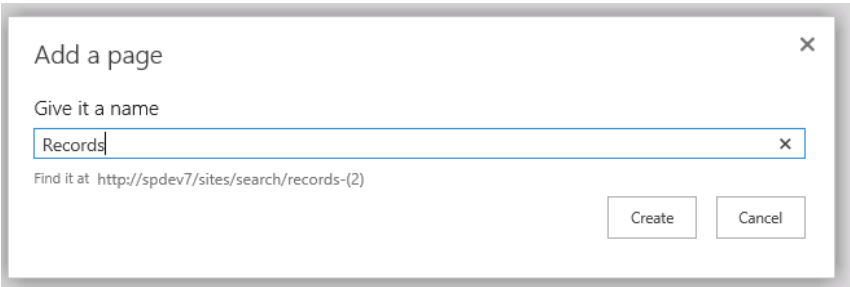 Add a page
Give it a name
Records
Find it at http://spdev7/sites/search/records-(2)
Create Cancel